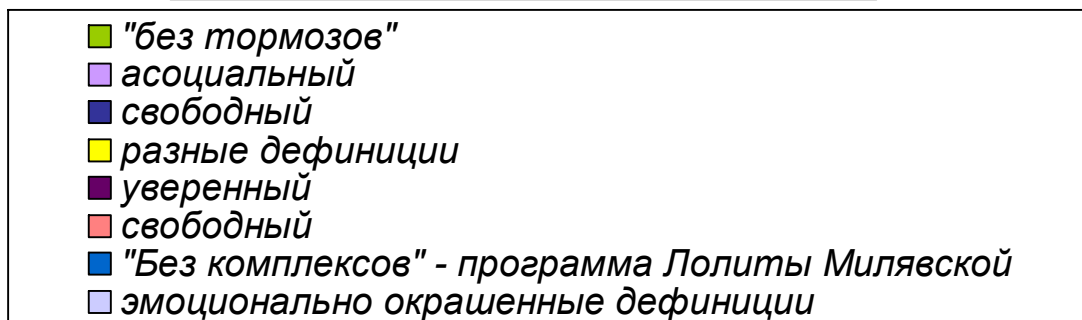 "без тормозов"
асоциальный
свободный
разные дефиниции
уверенный
свободный
"Без комплексов" - программа Лолиты Милявской
эмоционально окрашенные дефиниции